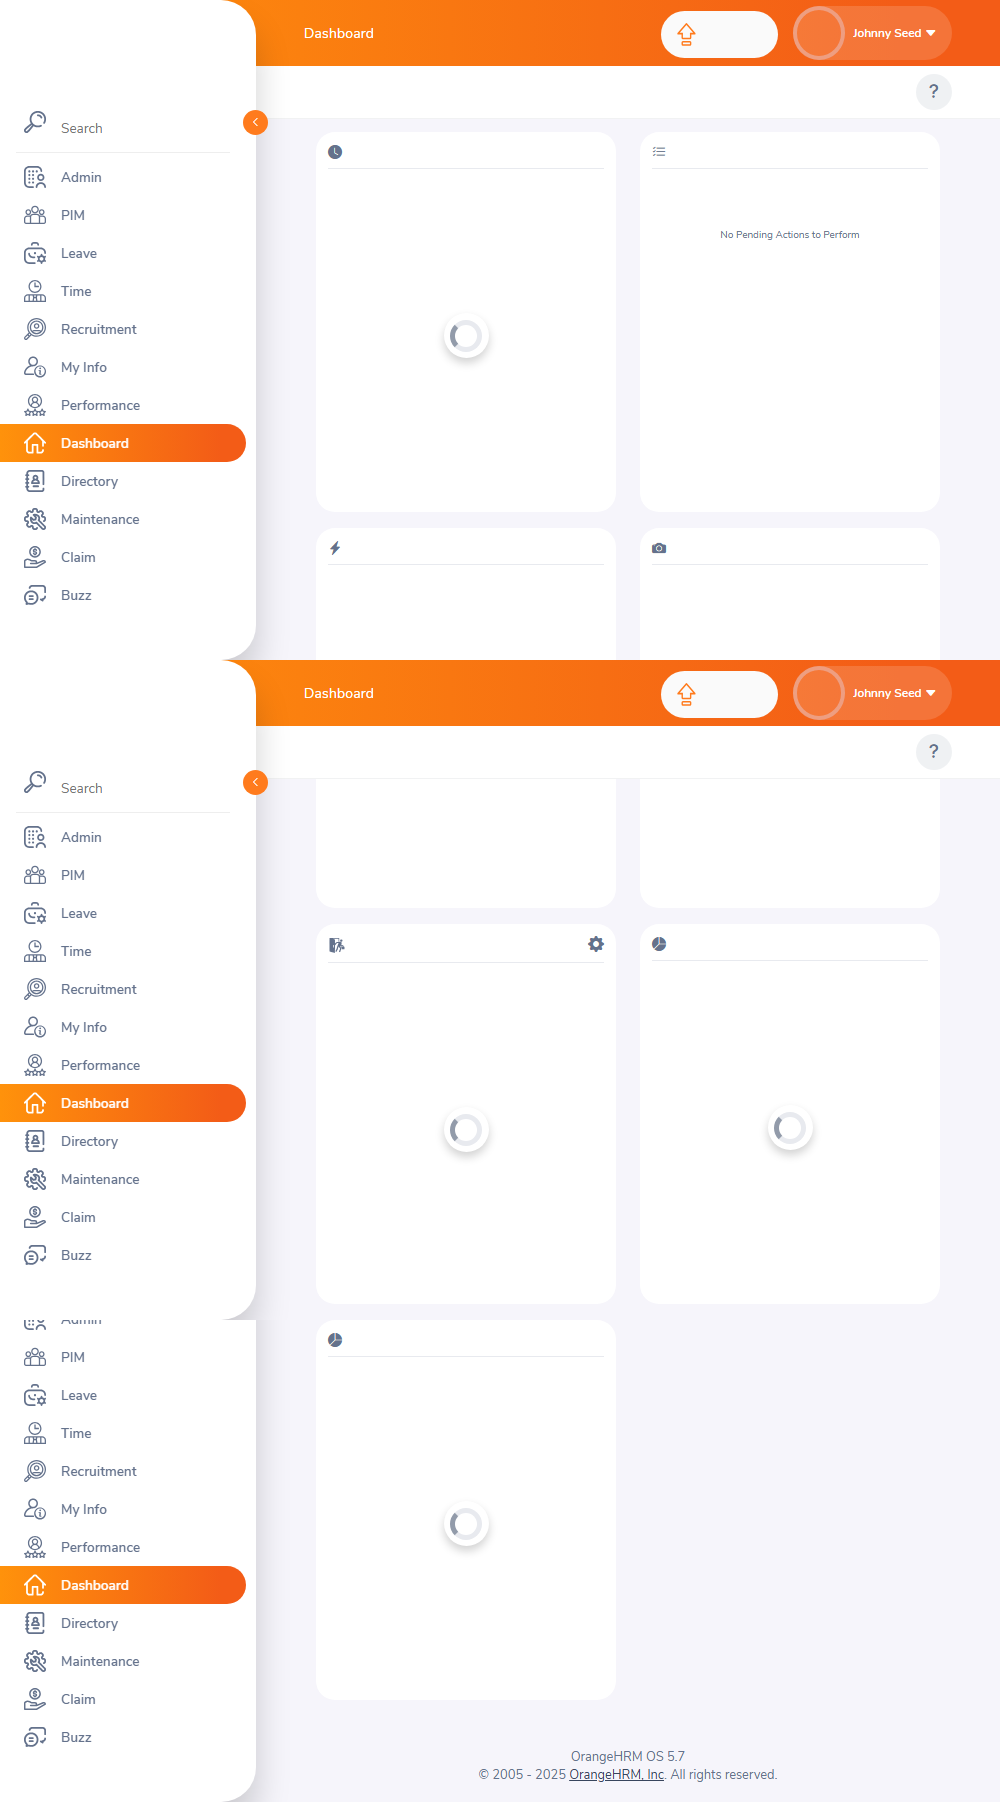 Dashboard
Johnny Seed
?
Search
Admin
PIM
Leave
Time
Recruitment
My Info
Performance
Dashboard
Directory
Maintenance
Claim
Buzz
No Pending Actions to Perform
Dashboard
Johnny Seed
?
Search
Admin
PIM
Leave
Time
Recruitment
My Info
Performance
Dashboard
Directory
Maintenance
Claim
Buzz
Admin
PIM
Leave
Time
Recruitment
My Info
Performance
Dashboard
Directory
Maintenance
Claim
Buzz
OrangeHRM OS 5.7
© 2005 - 2025 OrangeHRM, Inc. All rights reserved.